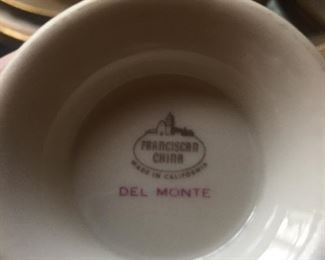 FRANCISCAN
CHINA
MADE IN CALIFORNIA
DEL MONTE